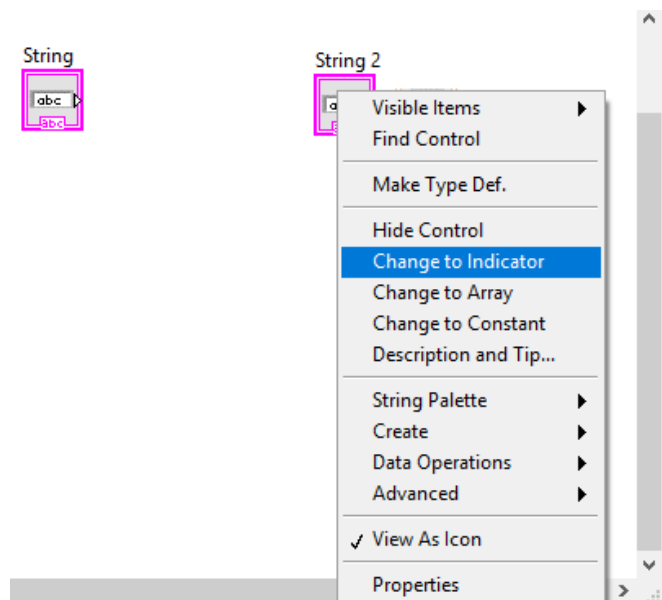 String
String 2
abc
abc
Visible Items
Find Control
Make Type Def.
Hide Control
Change to Indicator
Change to Array
Change to Constant
Description and Tip...
String Palette
Create
Data Operations
Advanced
View As Icon
Properties